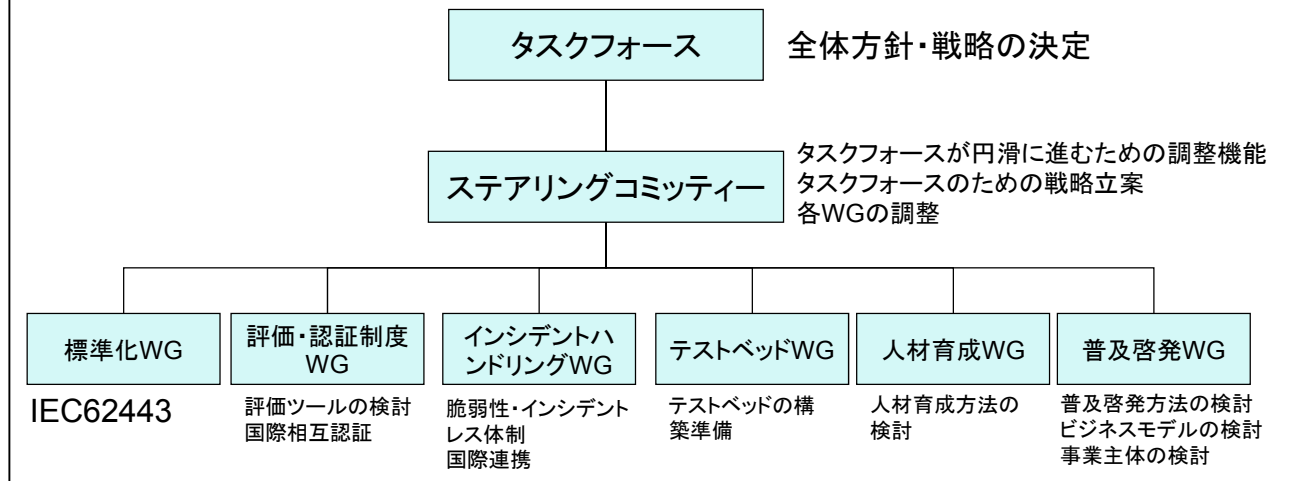 タスクフォース
全体方針・戦略の決定
ステアリングコミッティー
タスクフォースが円滑に進むための調整機能
タスクフォースのための戦略立案
各WGの調整
標準化WG
IEC62443
評価・認証制度
WG
評価ツールの検討
国際相互認証
インシデントハ
ンドリングWG
脆弱性・インシデント
レス体制
国際連携
テストベッドWG
テストベッドの構
築準備
人材育成WG
人材育成方法の
検討
普及啓発WG
普及啓発方法の検討
ビジネスモデルの検討
事業主体の検討